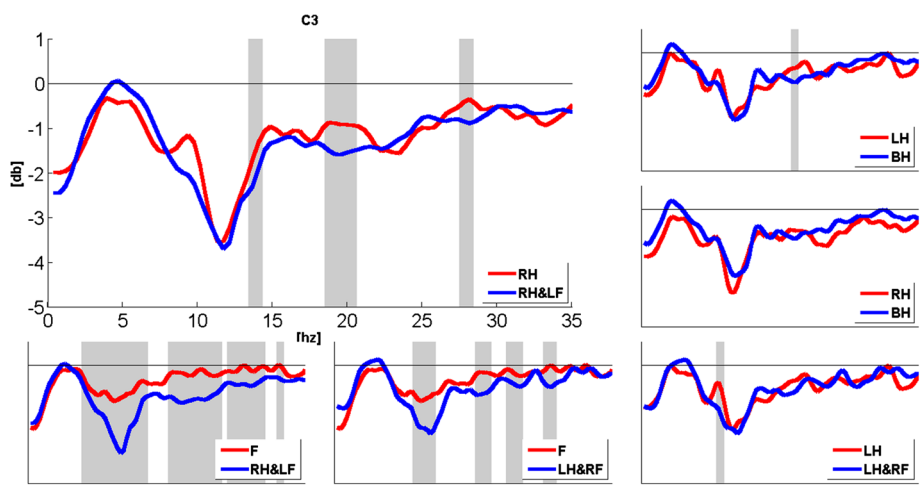 C3
1
0
-1
-2
-3
-4
-5
[db]
0 5 10 15 20 25 30 35
[hz]
RH
RH&LF
LH
BH
RH
BH
F
RH&LF
F
LH&RF
LH
LH&RF